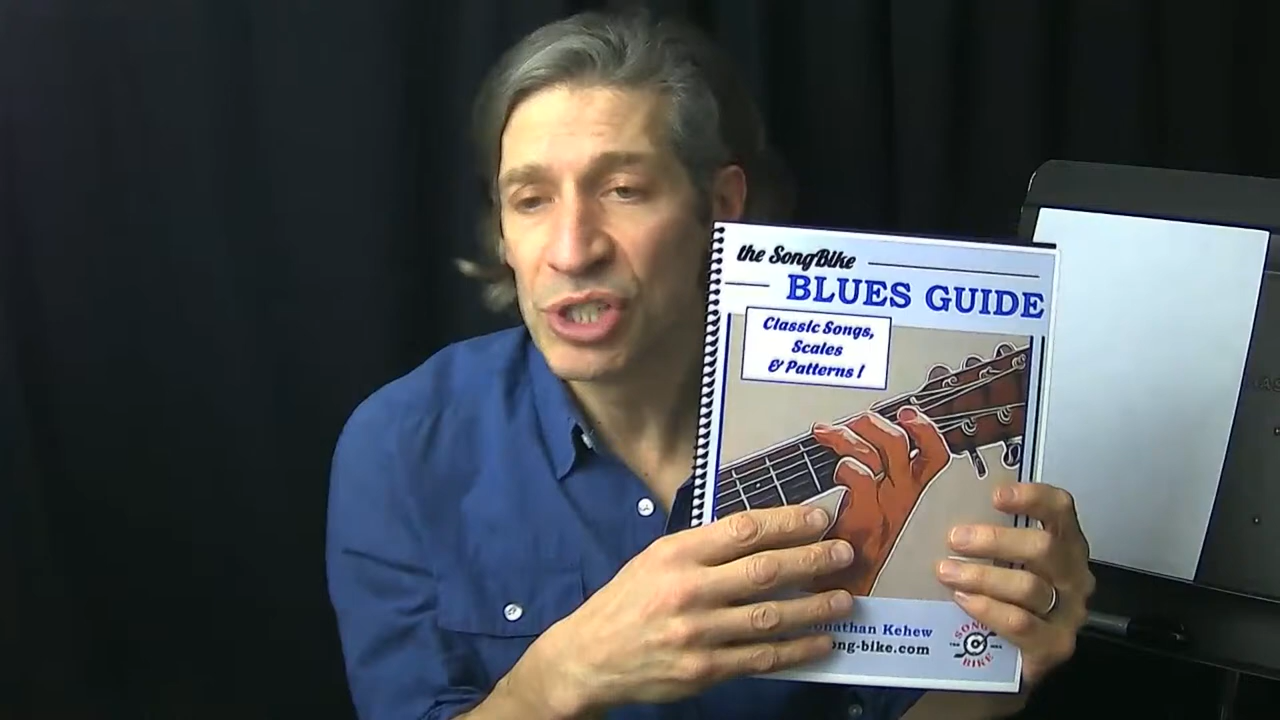 the SongBike
BLUES GUIDE
Classic Songs,
Scales
& Patterns !
onathan Kehew
ong-bike.com
SONG
BIKE